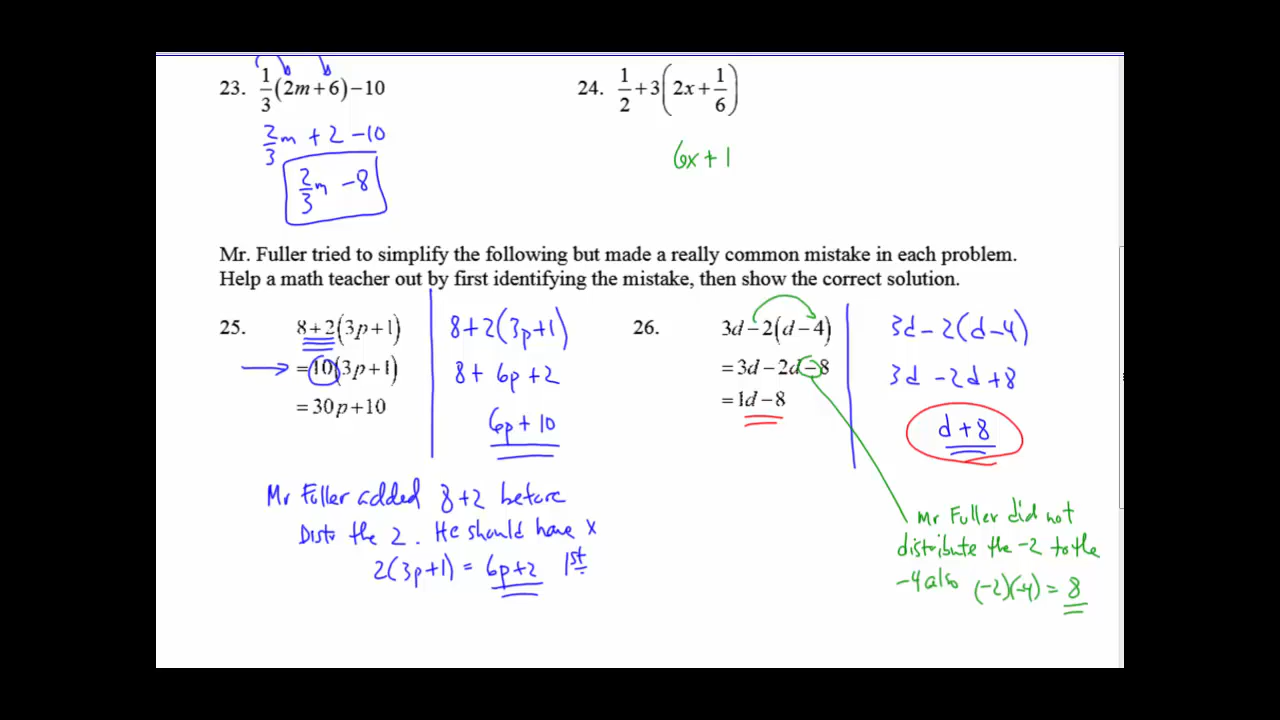 23. 1/3(2m+6)−10
24. 1/2+3(2x+1/6)
2/3m + 2 −10
2/3m −8
6x + 1
Mr. Fuller tried to simplify the following but made a really common mistake in each problem.
Help a math teacher out by first identifying the mistake, then show the correct solution.
25. 8+2(3p+1)
=10(3p+1)
=30p+10
8+2(3p+1)
8+ 6p+2
6p+10
Mr Fuller added 8+2 before
Distr the 2. He should have x
2(3p+1) = 6p+2 1st
26. 3d−2(d−4)
=3d−2d−8
=1d−8
3d−2(d−4)
3d −2d +8
d+8
Mr Fuller did not
distribute the -2 to the
-4 also (-2)(-4) = 8